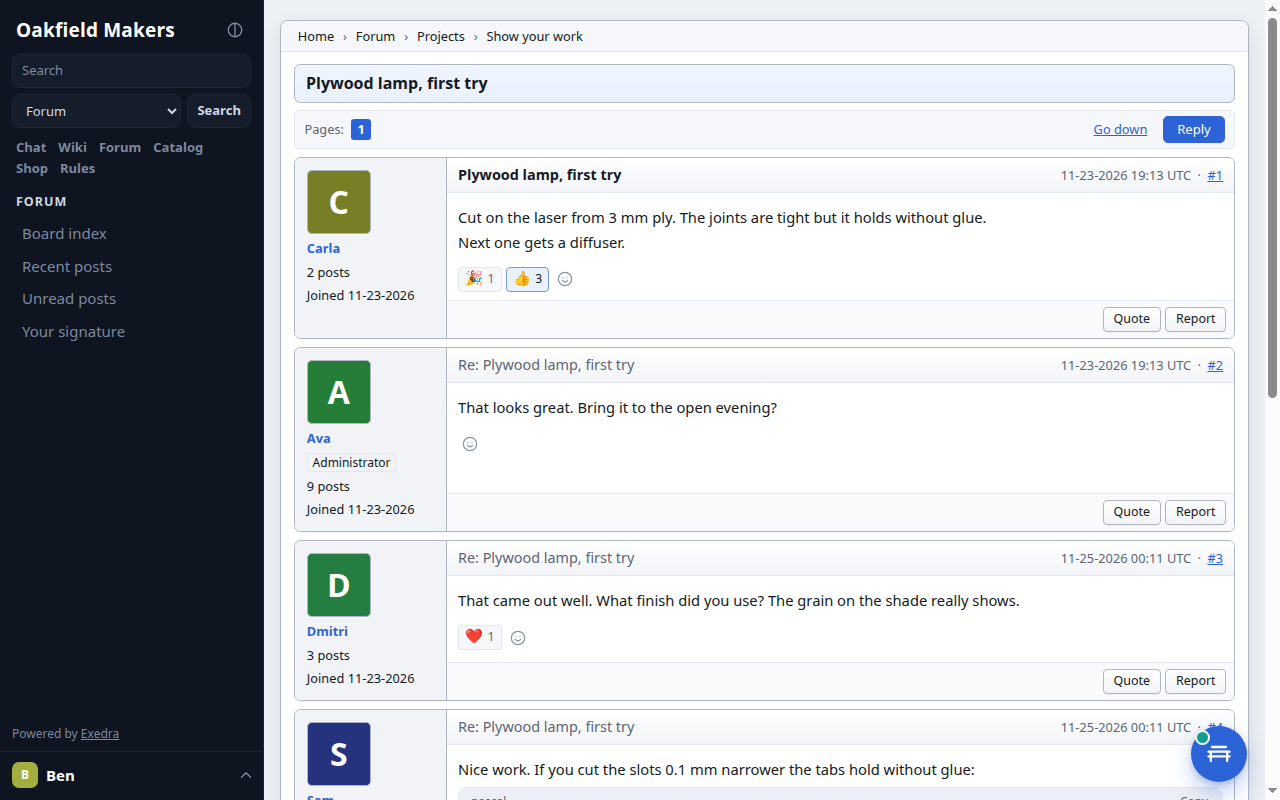 Oakfield Makers
Search
Forum
Search
Chat Wiki Forum Catalog
Shop Rules
FORUM
Board index
Recent posts
Unread posts
Your signature
Powered by Exedra
B Ben
Home › Forum › Projects › Show your work
Plywood lamp, first try
Pages: 1 Go down Reply
C
Carla
2 posts
Joined 11-23-2026
Plywood lamp, first try 11-23-2026 19:13 UTC · #1
Cut on the laser from 3 mm ply. The joints are tight but it holds without glue.
Next one gets a diffuser.
🎉 1 👍 3
Quote Report
A
Ava
Administrator
9 posts
Joined 11-23-2026
Re: Plywood lamp, first try 11-23-2026 19:13 UTC · #2
That looks great. Bring it to the open evening?
Quote Report
D
Dmitri
3 posts
Joined 11-23-2026
Re: Plywood lamp, first try 11-25-2026 00:11 UTC · #3
That came out well. What finish did you use? The grain on the shade really shows.
❤️ 1
Quote Report
S
Sam
Re: Plywood lamp, first try 11-25-2026 00:11 UTC ·
Nice work. If you cut the slots 0.1 mm narrower the tabs hold without glue: